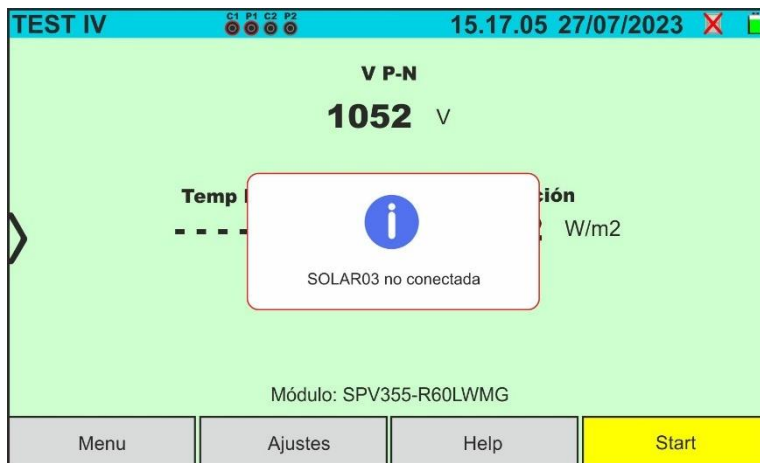 TEST IV C1 P1 C2 P2 15.17.05 27/07/2023
V P-N
1052 V
Temp ción
- - - W/m2
SOLAR03 no conectada
Módulo: SPV355-R60LWMG
Menu Ajustes Help Start